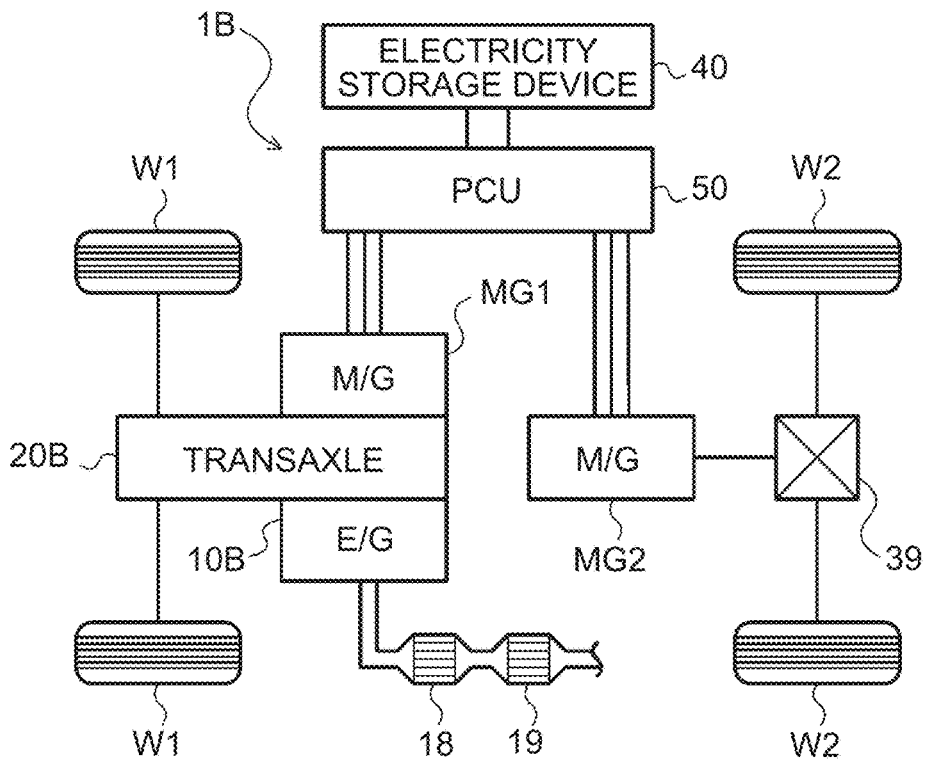 1B
ELECTRICITY
STORAGE DEVICE
40
W1
PCU
50
W2
MG1
M/G
20B
TRANSAXLE
M/G
10B
E/G
MG2
39
W1
18
19
W2